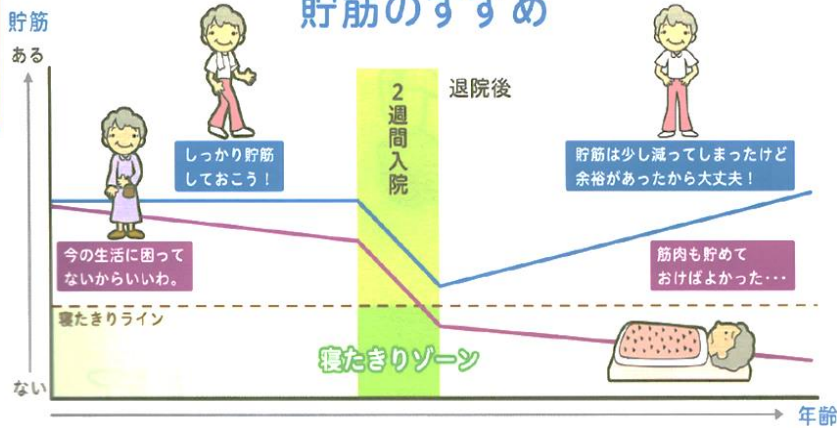 貯筋のすすめ
貯筋
ある
しっかり貯筋
しておこう！
2週間入院
退院後
貯筋は少し減ってしまったけど
余裕があったから大丈夫！
今の生活に困って
ないからいいわ。
筋肉も貯めて
おけばよかった･･･
寝たきりライン
寝たきりゾーン
ない
年齢